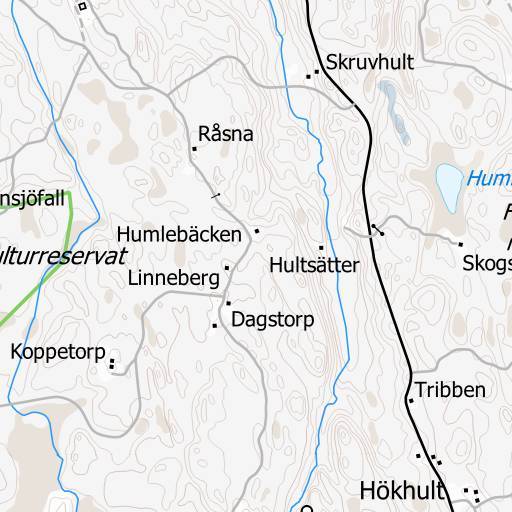 Skruvhult
Råsna
Hum
nsjöfall
Humlebäcken
ulturreservat
Hultsätter
Skogs
Linneberg
Dagstorp
Koppetorp
Tribben
Hökhult